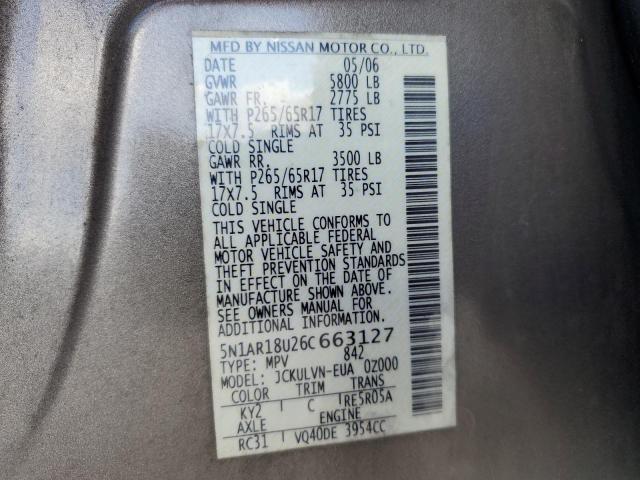 MFD BY NISSAN MOTOR CO., LTD.
DATE 05/06
GVWR 5800 LB
GAWR FR. 2775 LB
WITH P265/65R17 TIRES
17X7.5 RIMS AT 35 PSI
COLD SINGLE
GAWR RR. 3500 LB
WITH P265/65R17 TIRES
17X7.5 RIMS AT 35 PSI
COLD SINGLE
THIS VEHICLE CONFORMS TO
ALL APPLICABLE FEDERAL
MOTOR VEHICLE SAFETY AND
THEFT PREVENTION STANDARDS
IN EFFECT ON THE DATE OF
MANUFACTURE SHOWN ABOVE.
SEE OWNERS MANUAL FOR
ADDITIONAL INFORMATION.
5N1AR18U26C663127
TYPE: MPV 842
MODEL: JCKULVN-EUA 0Z000
COLOR TRIM TRANS
KY2 C RE5R05A
AXLE ENGINE
RC31 VQ40DE 3954CC